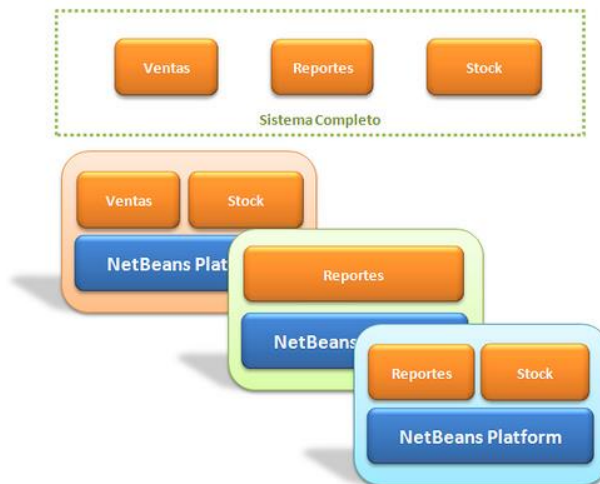 Ventas
Reportes
Stock
Sistema Completo
Ventas
Stock
NetBeans Plat
Reportes
NetBeans
Reportes
Stock
NetBeans Platform